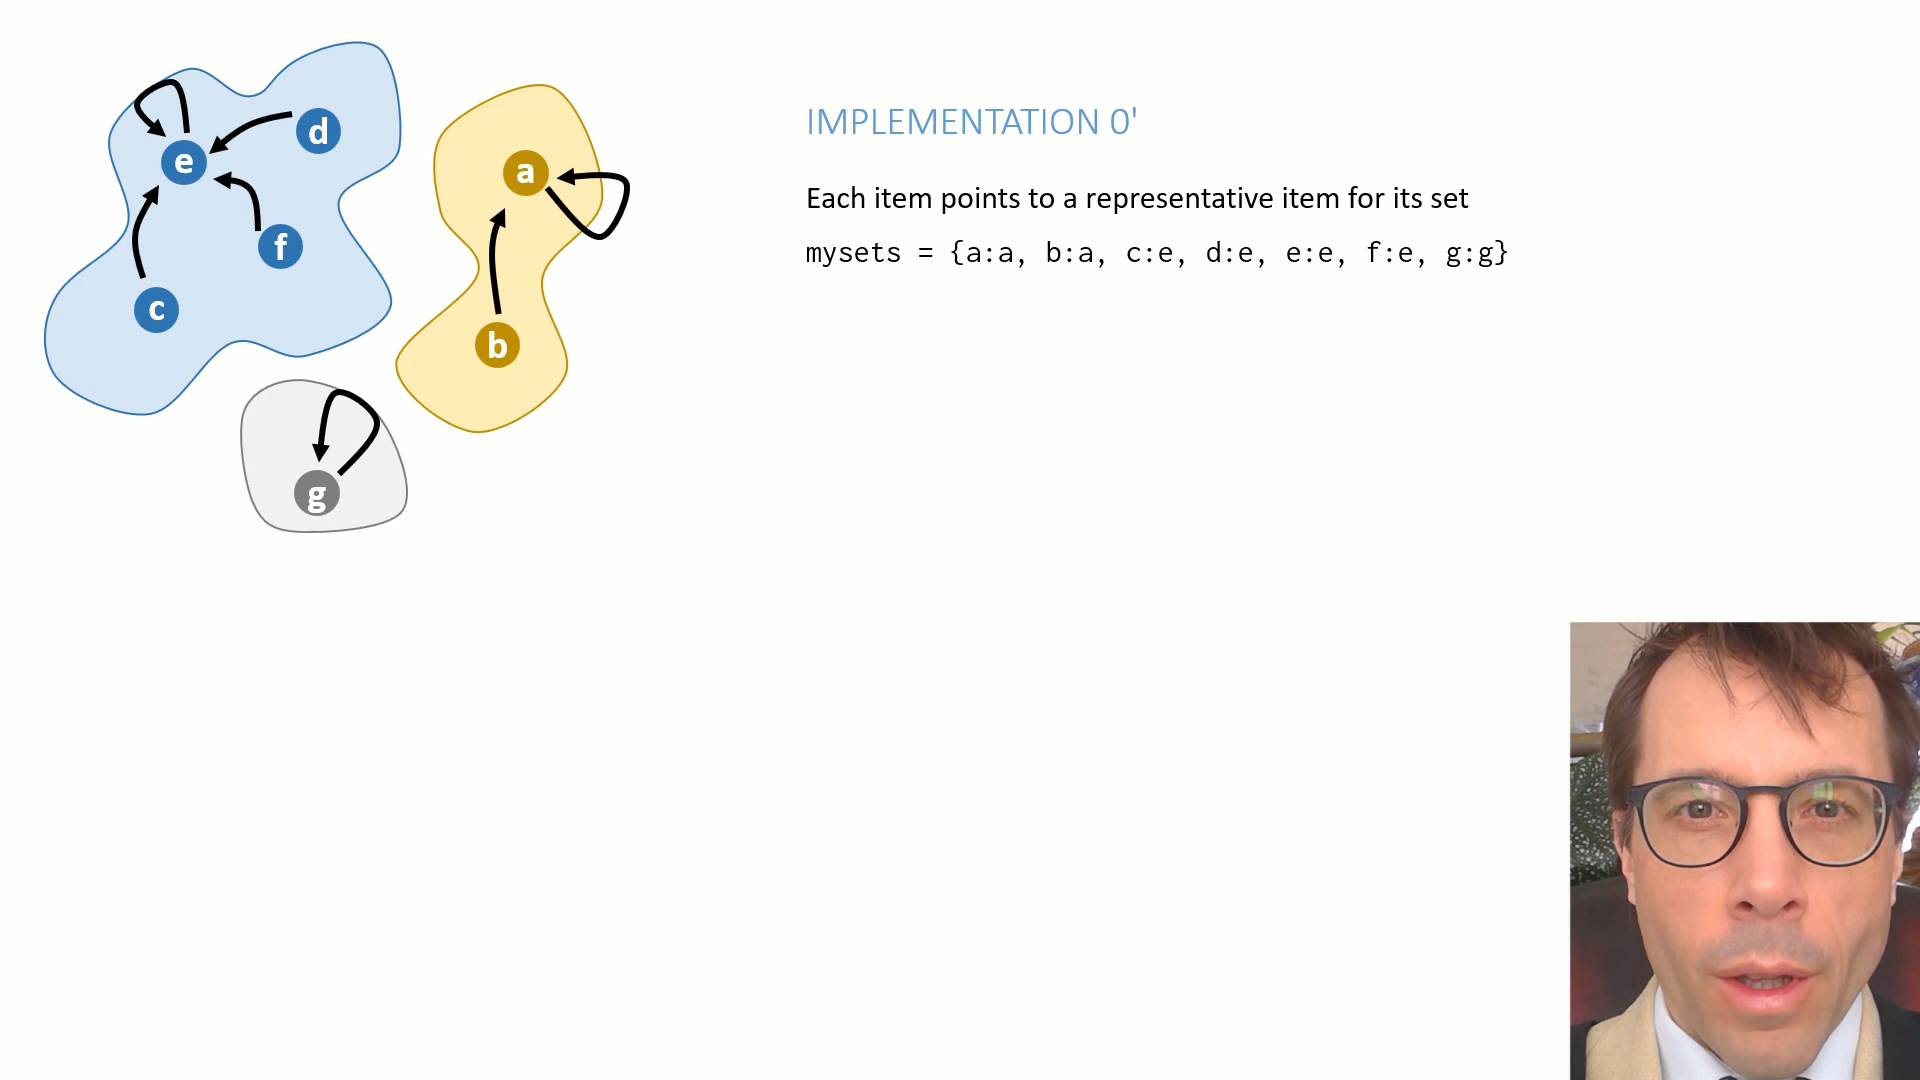 IMPLEMENTATION 0'
Each item points to a representative item for its set
mysets = {a:a, b:a, c:e, d:e, e:e, f:e, g:g}
d
e
a
f
c
b
g